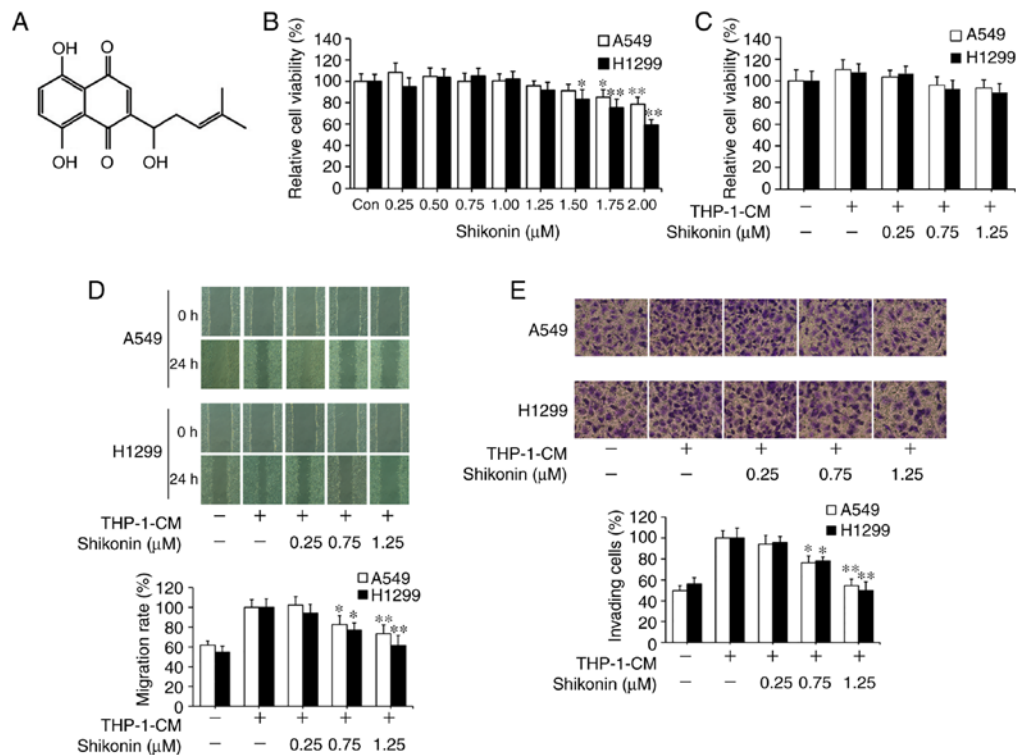 A
OH
O
OH
O
OH
B
Relative cell viability (%)
140
120
100
80
60
40
20
0
A549
H1299
*
*
**
**
**
Con 0.25 0.50 0.75 1.00 1.25 1.50 1.75 2.00
Shikonin (μM)
C
Relative cell viability (%)
140
120
100
80
60
40
20
0
A549
H1299
THP-1-CM − + + + +
Shikonin (μM) − − 0.25 0.75 1.25
D
A549
0 h
24 h
H1299
0 h
24 h
THP-1-CM − + + + +
Shikonin (μM) − − 0.25 0.75 1.25
Migration rate (%)
140
120
100
80
60
40
20
0
A549
H1299
*
*
**
**
THP-1-CM − + + + +
Shikonin (μM) − − 0.25 0.75 1.25
E
A549
H1299
THP-1-CM − + + + +
Shikonin (μM) − − 0.25 0.75 1.25
Invading cells (%)
120
100
80
60
40
20
0
A549
H1299
* *
**
**
THP-1-CM − + + + +
Shikonin (μM) − − 0.25 0.75 1.25